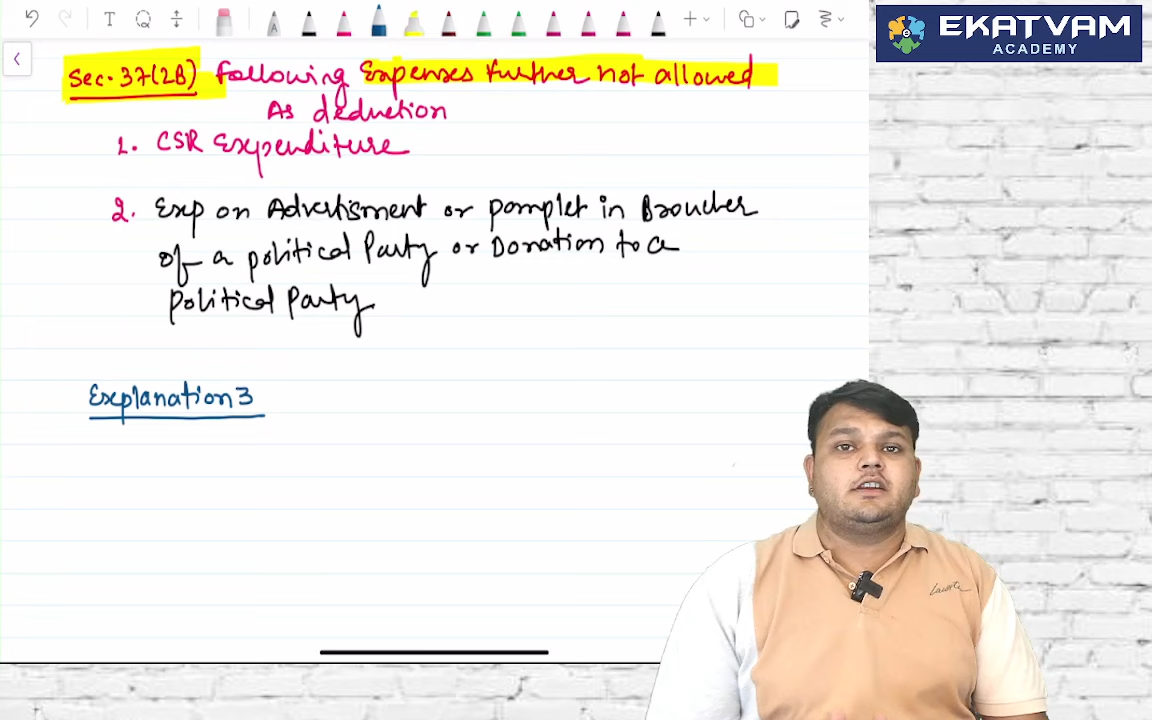 EKATVAM
ACADEMY
Sec. 37(2B) Following Expenses further not allowed
As deduction
1. CSR Expenditure
2. Exp on Advertisment or pamplet in Broucher
of a political Party or Donation to a
political Party
Explanation 3